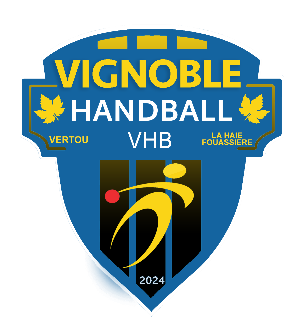 VIGNOBLE
HANDBALL
VERTOU
VHB
LA HAIE
FOUASSIERE
2024